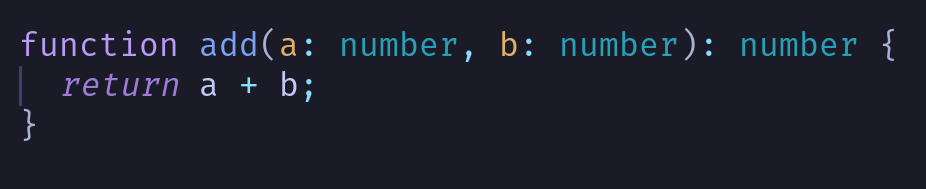 function add(a: number, b: number): number {
  return a + b;
}